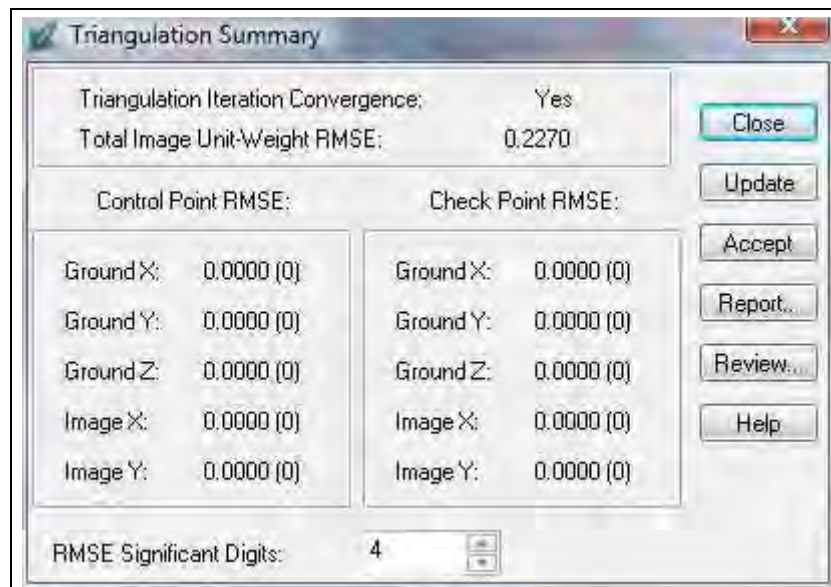 Triangulation Summary
Triangulation Iteration Convergence: Yes
Total Image Unit-Weight RMSE: 0.2270
Control Point RMSE: Check Point RMSE:
Ground X: 0.0000 (0) Ground X: 0.0000 (0)
Ground Y: 0.0000 (0) Ground Y: 0.0000 (0)
Ground Z: 0.0000 (0) Ground Z: 0.0000 (0)
Image X: 0.0000 (0) Image X: 0.0000 (0)
Image Y: 0.0000 (0) Image Y: 0.0000 (0)
RMSE Significant Digits: 4
Close
Update
Accept
Report...
Review...
Help